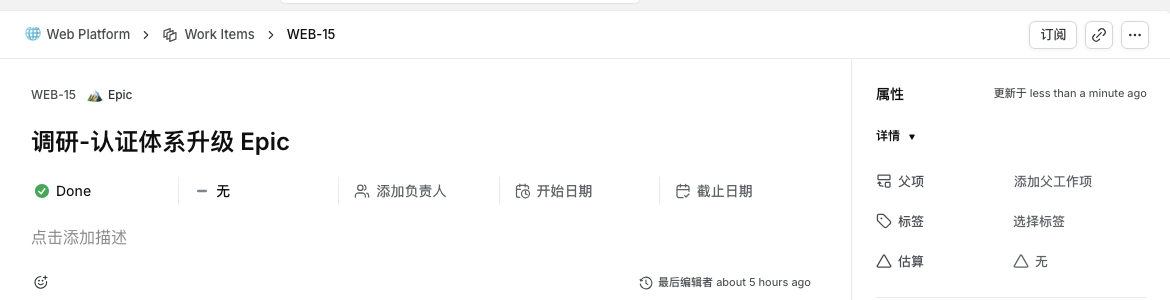 Web Platform > Work Items > WEB-15
订阅
WEB-15 Epic
调研-认证体系升级 Epic
Done
无
添加负责人
开始日期
截止日期
点击添加描述
最后编辑者 about 5 hours ago
属性
更新于 less than a minute ago
详情
父项 添加父工作项
标签 选择标签
估算 无